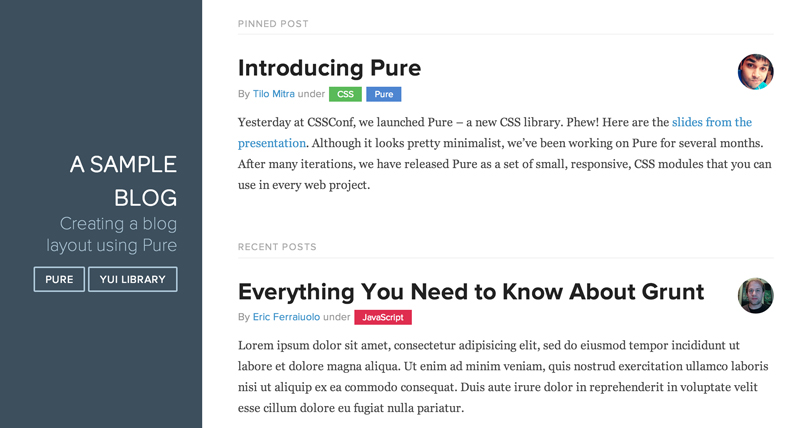 A SAMPLE
BLOG
Creating a blog
layout using Pure
PURE YUI LIBRARY
PINNED POST
Introducing Pure
By Tilo Mitra under CSS Pure
Yesterday at CSSConf, we launched Pure – a new CSS library. Phew! Here are the slides from the
presentation. Although it looks pretty minimalist, we’ve been working on Pure for several months.
After many iterations, we have released Pure as a set of small, responsive, CSS modules that you can
use in every web project.
RECENT POSTS
Everything You Need to Know About Grunt
By Eric Ferraiuolo under JavaScript
Lorem ipsum dolor sit amet, consectetur adipisicing elit, sed do eiusmod tempor incididunt ut
labore et dolore magna aliqua. Ut enim ad minim veniam, quis nostrud exercitation ullamco laboris
nisi ut aliquip ex ea commodo consequat. Duis aute irure dolor in reprehenderit in voluptate velit
esse cillum dolore eu fugiat nulla pariatur.